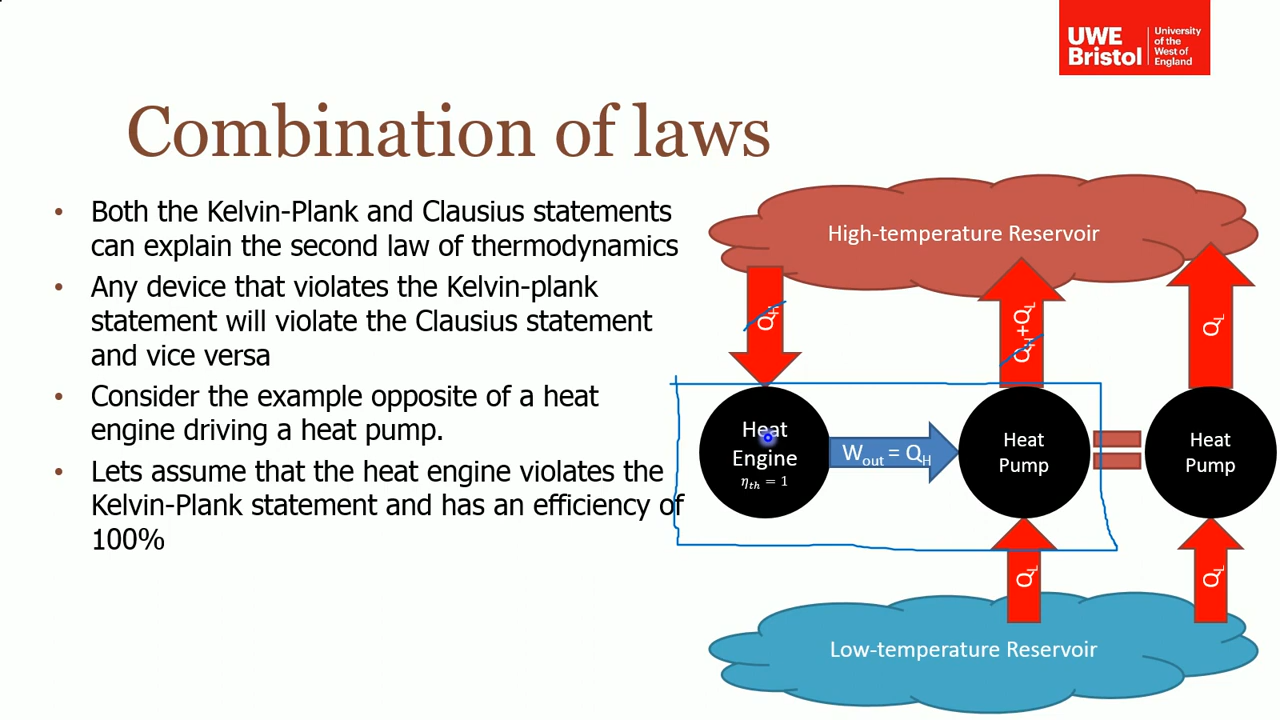 UWE
Bristol
University
of the
West of
England
Combination of laws
• Both the Kelvin-Plank and Clausius statements
can explain the second law of thermodynamics
• Any device that violates the Kelvin-plank
statement will violate the Clausius statement
and vice versa
• Consider the example opposite of a heat
engine driving a heat pump.
• Lets assume that the heat engine violates the
Kelvin-Plank statement and has an efficiency of
100%
High-temperature Reservoir
Q_H
Q_H+Q_L
Q_L
Heat
Engine
η_th = 1
W_out = Q_H
Heat
Pump
Heat
Pump
Q_L
Q_L
Low-temperature Reservoir